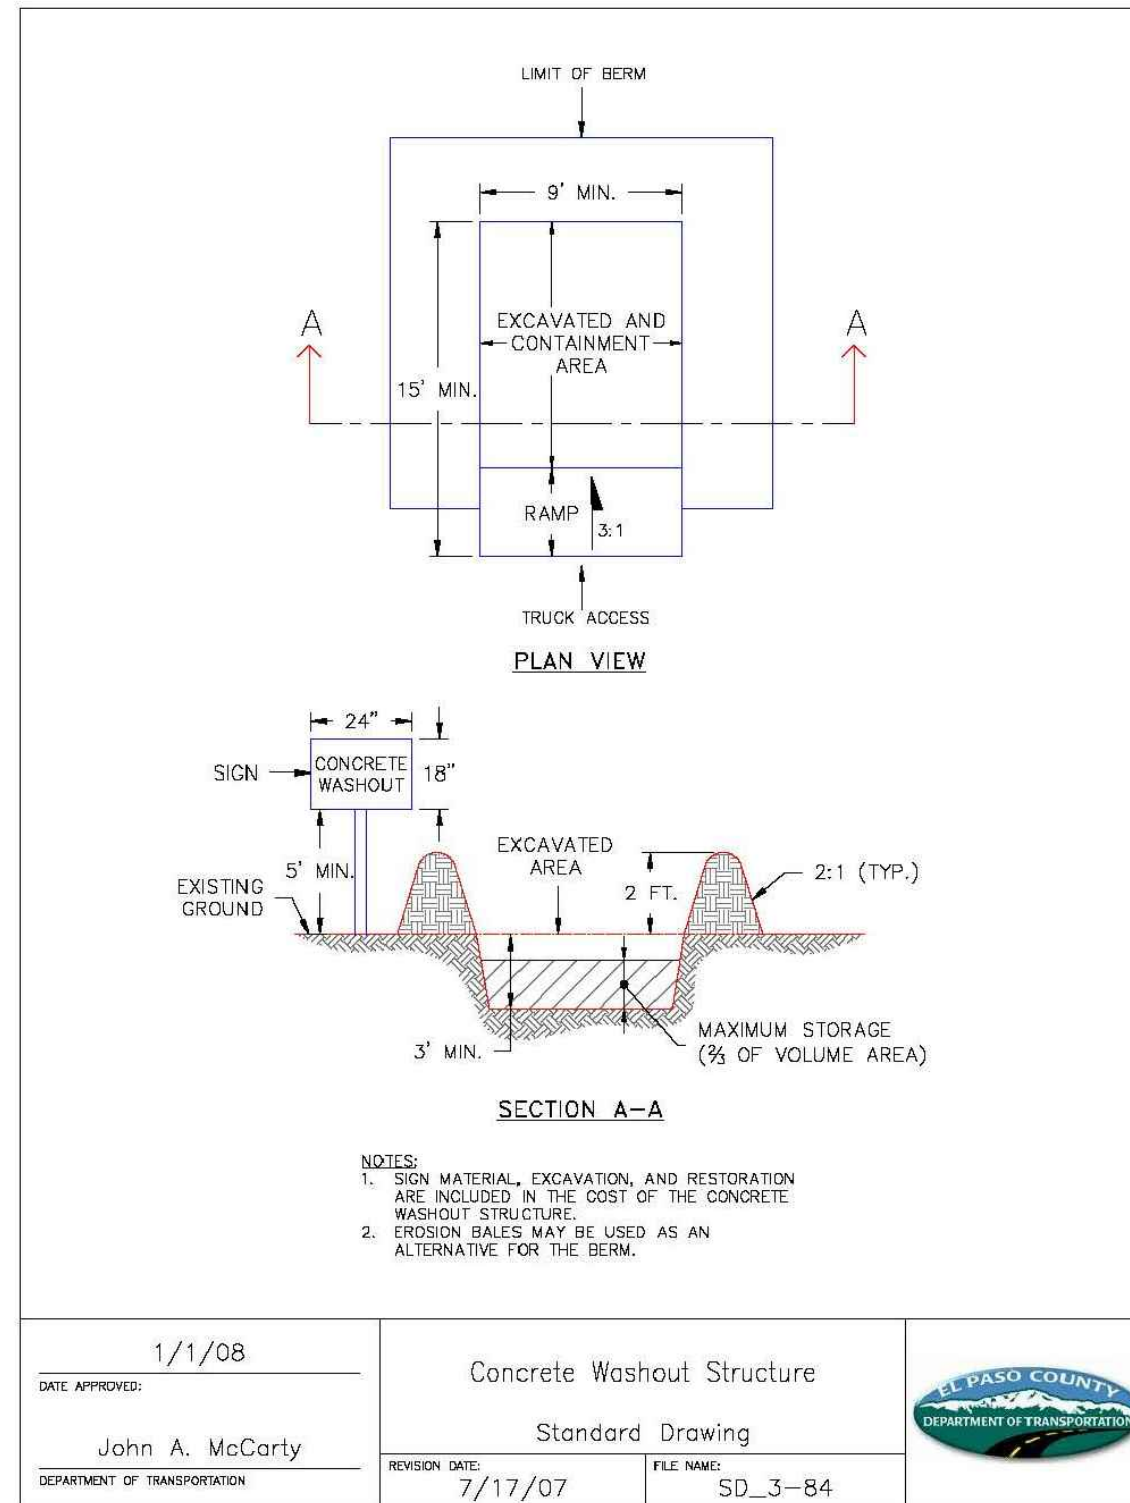 LIMIT OF BERM
9' MIN.
A
EXCAVATED AND
CONTAINMENT
AREA
A
15' MIN.
RAMP
3:1
TRUCK ACCESS
PLAN VIEW
24"
SIGN
CONCRETE
WASHOUT
18"
5' MIN.
EXCAVATED
AREA
EXISTING
GROUND
2 FT.
2:1 (TYP.)
3' MIN.
MAXIMUM STORAGE
(⅔ OF VOLUME AREA)
SECTION A-A
NOTES:
1. SIGN MATERIAL, EXCAVATION, AND RESTORATION
ARE INCLUDED IN THE COST OF THE CONCRETE
WASHOUT STRUCTURE.
2. EROSION BALES MAY BE USED AS AN
ALTERNATIVE FOR THE BERM.
1/1/08
DATE APPROVED:
John A. McCarty
DEPARTMENT OF TRANSPORTATION
Concrete Washout Structure
Standard Drawing
REVISION DATE:
7/17/07
FILE NAME:
SD_3-84
EL PASO COUNTY
DEPARTMENT OF TRANSPORTATION